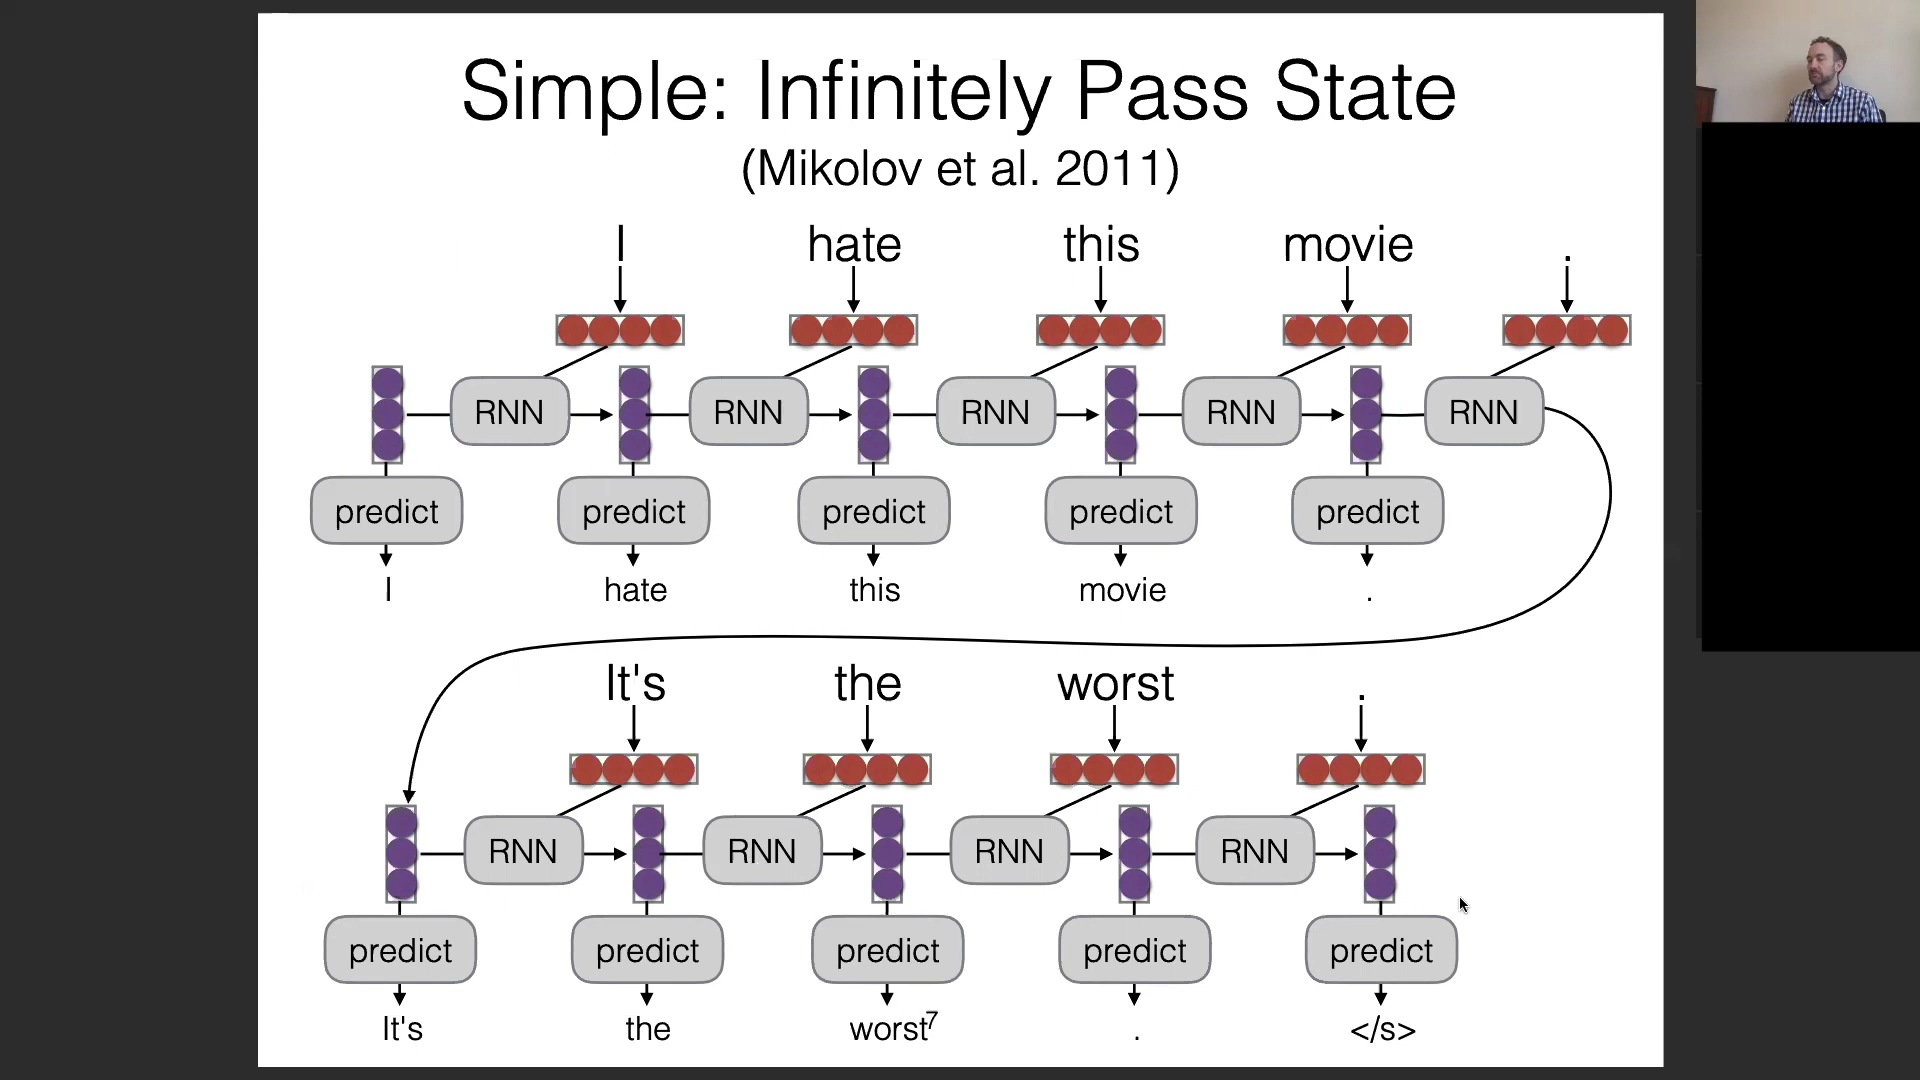 Simple: Infinitely Pass State
(Mikolov et al. 2011)
I hate this movie .
RNN RNN RNN RNN RNN
predict predict predict predict predict
I hate this movie .
It's the worst .
RNN RNN RNN RNN
predict predict predict predict predict
It's the worst . </s>
7